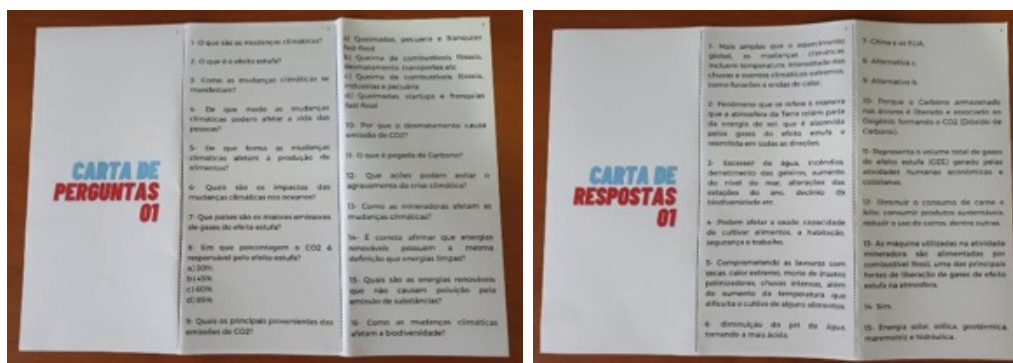 CARTA DE
PERGUNTAS
01
1- O que são as mudanças climáticas?
2- O que é o efeito estufa?
3- Como as mudanças climáticas se
manifestam?
4- De que modo as mudanças
climáticas podem afetar a vida das
pessoas?
5- De que forma as mudanças
climáticas afetam a produção de
alimentos?
6- Quais são os impactos das
mudanças climáticas nos oceanos?
7- Que países são os maiores emissores
de gases do efeito estufa?
8- Em que porcentagem o CO2 é
responsável pelo efeito estufa?
a) 20%
b) 45%
c) 60%
d) 85%
9- Quais os principais provenientes das
emissões do CO2?
a) Queimadas, pecuária e franquias
fast-food
b) Queima de combustíveis fósseis,
desmatamento, transportes etc
c) Queima de combustíveis fósseis,
indústrias e pecuária
d) Queimadas, startups e franquias
fast-food
10- Por que o desmatamento causa
emissão do CO2?
11- O que é pegada de Carbono?
12- Que ações podem evitar o
agravamento da crise climática?
13- Como as mineradoras afetam as
mudanças climáticas?
14- É correta afirmar que energias
renováveis possuem a mesma
definição que energias limpas?
15- Quais são as energias renováveis
que não causam poluição pela
emissão de substâncias?
16- Como as mudanças climáticas
afetam a biodiversidade?
CARTA DE
RESPOSTAS
01
1- Mais amplas que o aquecimento
global, as mudanças climáticas
incluem temperatura, intensidade das
chuvas e eventos climáticos extremos,
como furacões e ondas de calor.
2- Fenômeno que se refere à maneira
que a atmosfera da Terra retém parte
da energia do sol, que é absorvida
pelos gases do efeito estufa e
reemitida em todas as direções.
3- Escassez de água, incêndios,
derretimento das geleiras, aumento
do nível do mar, alterações das
estações do ano, declínio da
biodiversidade etc.
4- Podem afetar a saúde, capacidade
de cultivar alimentos, a habitação,
segurança e trabalho.
5- Comprometendo as lavouras com
secas, calor extremo, morte de insetos
polinizadores, chuvas intensas, além
do aumento da temperatura, que
dificulta o cultivo de alguns alimentos.
6- diminuição do pH da água,
tornando a mais ácida.
7- China e os EUA.
8- Alternativa c.
9- Alternativa b.
10- Porque o Carbono armazenado
nas árvores é liberado e associado ao
Oxigênio, formando o CO2 (Dióxido de
Carbono).
11- Representa o volume total de gases
do efeito estufa (GEE) gerado pelas
atividades humanas econômicas e
cotidianas.
12- Diminuir o consumo de carne e
leite, consumir produtos sustentáveis,
reduzir o uso de carros, dentre outras.
13- As máquina utilizadas na atividade
mineradora são alimentadas por
combustível fóssil, uma das principais
fontes de liberação de gases de efeito
estufa na atmosfera.
14- Sim.
15- Energia solar, eólica, geotérmica,
maremotriz e hidráulica.